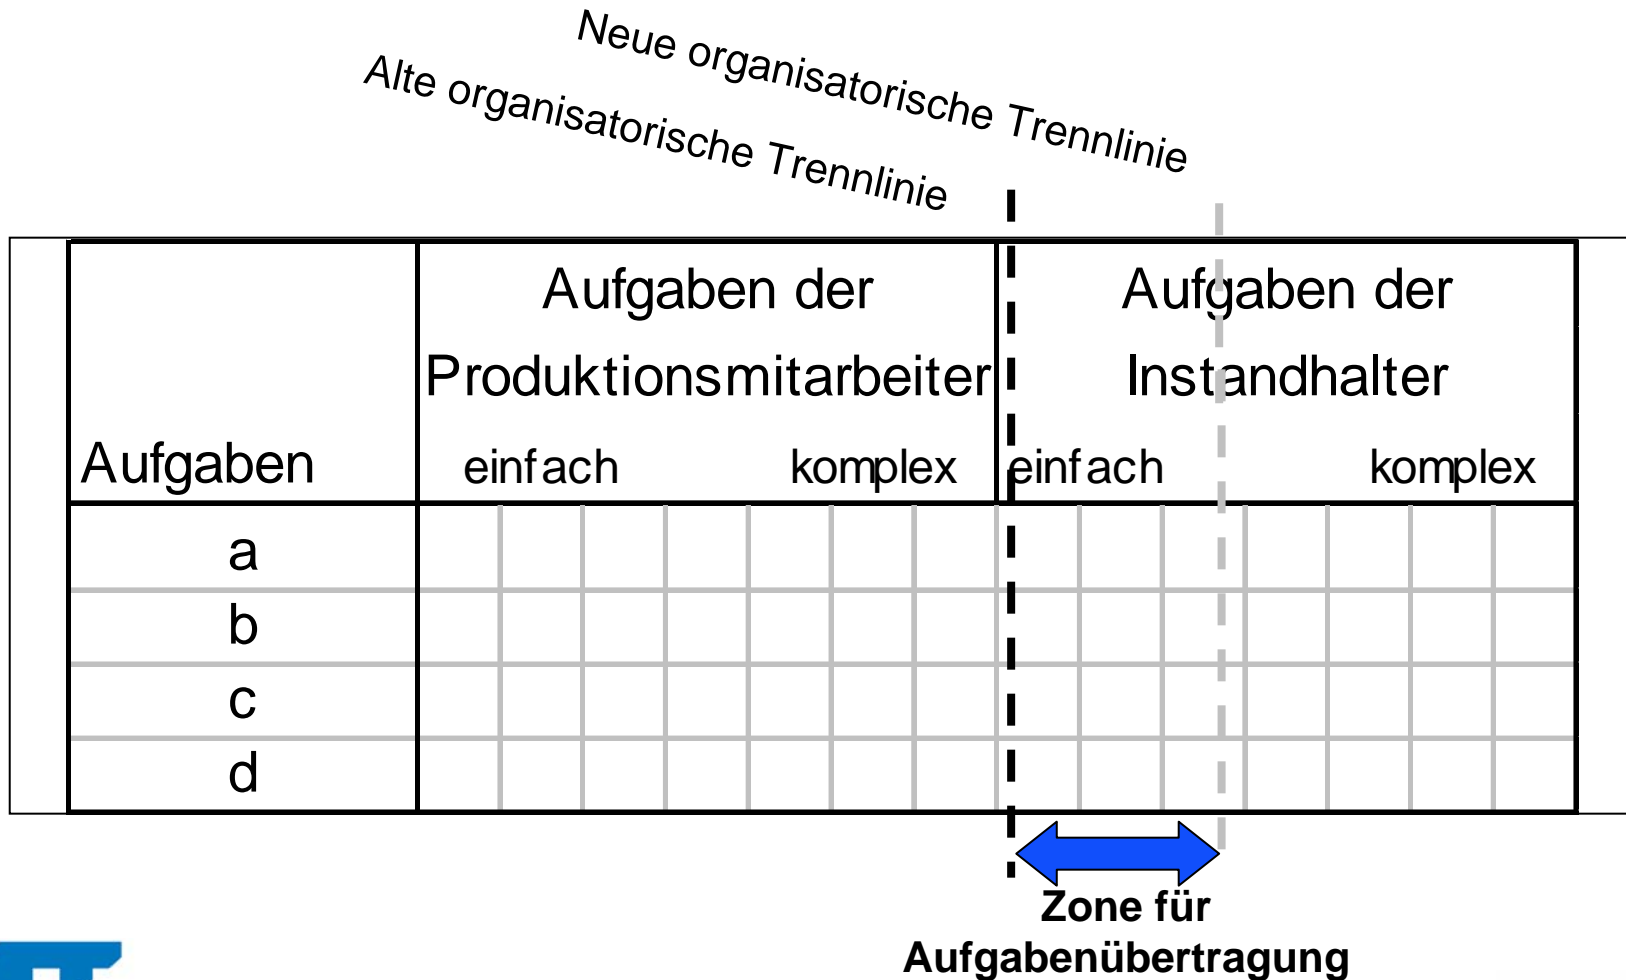 Neue organisatorische Trennlinie
Alte organisatorische Trennlinie
Aufgaben der Aufgaben der
Produktionsmitarbeiter Instandhalter
Aufgaben einfach komplex einfach komplex
a
b
c
d
Zone für
Aufgabenübertragung